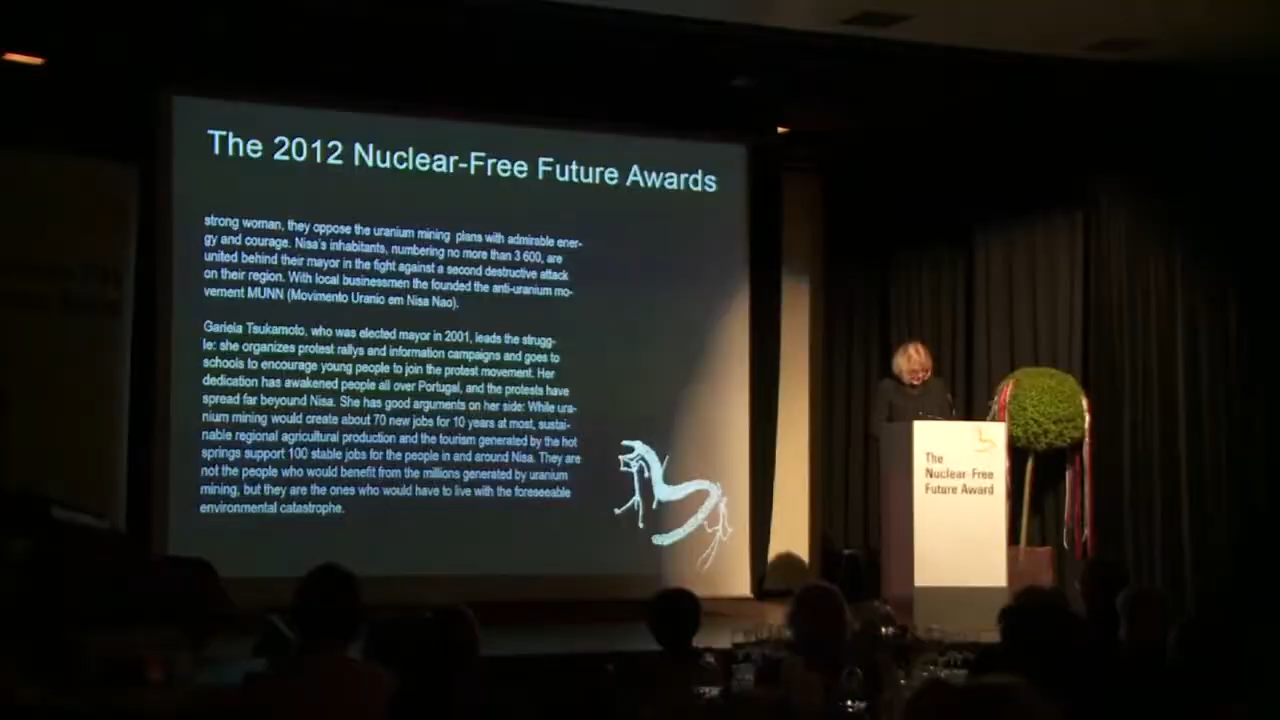 The 2012 Nuclear-Free Future Awards
strong woman, they oppose the uranium mining plans with admirable ener-
gy and courage. Nisa's inhabitants, numbering no more than 3 600, are
united behind their mayor in the fight against a second destructive attack
on their region. With local businessmen the founded the anti-uranium mo-
vement MUNN (Movimento Uranio em Nisa Nao).
Gariela Tsukamoto, who was elected mayor in 2001, leads the strugg-
le: she organizes protest rallys and information campaigns and goes to
schools to encourage young people to join the protest movement. Her
dedication has awakened people all over Portugal, and the protests have
spread far beyound Nisa. She has good arguments on her side: While ura-
nium mining would create about 70 new jobs for 10 years at most, sustai-
nable regional agricultural production and the tourism generated by the hot
springs support 100 stable jobs for the people in and around Nisa. They are
not the people who would benefit from the millions generated by uranium
mining, but they are the ones who would have to live with the foreseeable
environmental catastrophe.
The
Nuclear-Free
Future Award